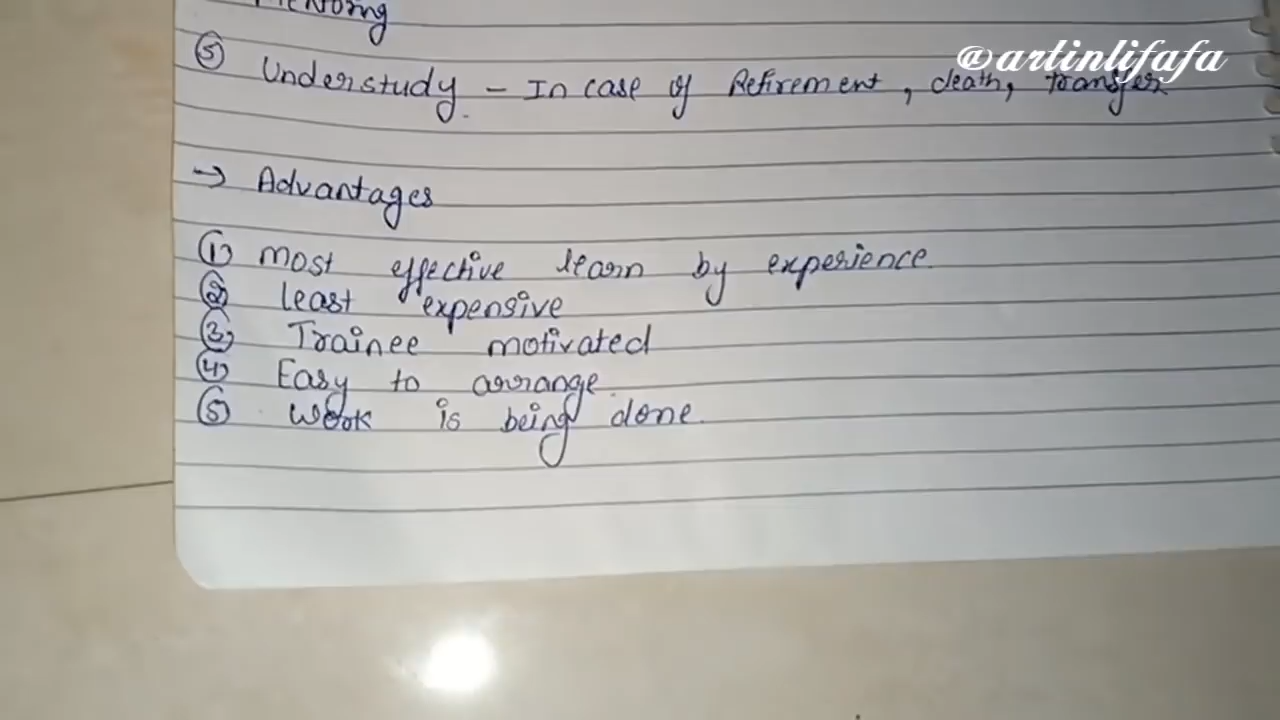 @artinlifafa
⑤ Understudy - In case of Retirement, death, transfer
→ Advantages
① most effective learn by experience.
② least expensive
③ Trainee motivated
④ Easy to arrange.
⑤ work is being done.